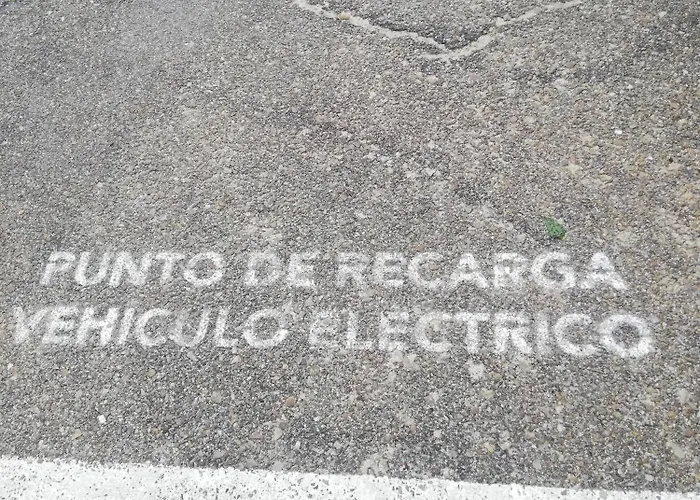 PUNTO DE RECARGA
VEHICULO ELECTRICO